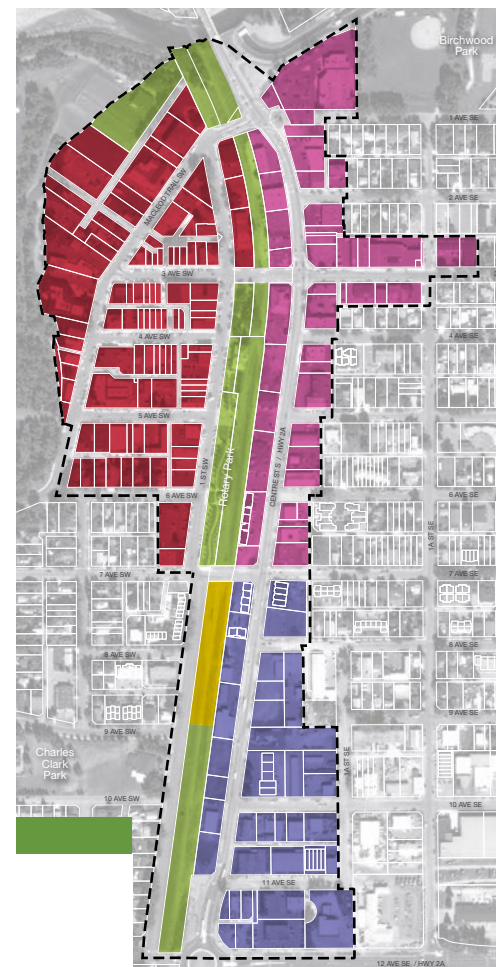 Birchwood
Park
1 AVE SE
MACLEOD TRAIL SW
2 AVE SE
3 AVE SW
4 AVE SW
4 AVE SE
5 AVE SW
1 ST SW
Rotary Park
CENTRE ST S / HWY 2A
6 AVE SW
6 AVE SE
1A ST SE
7 AVE SW
7 AVE SE
8 AVE SW
8 AVE SE
9 AVE SW
9 AVE SE
Charles
Clark
Park
1A ST SE
10 AVE SW
10 AVE SE
11 AVE SE
12 AVE SE / HWY 2A